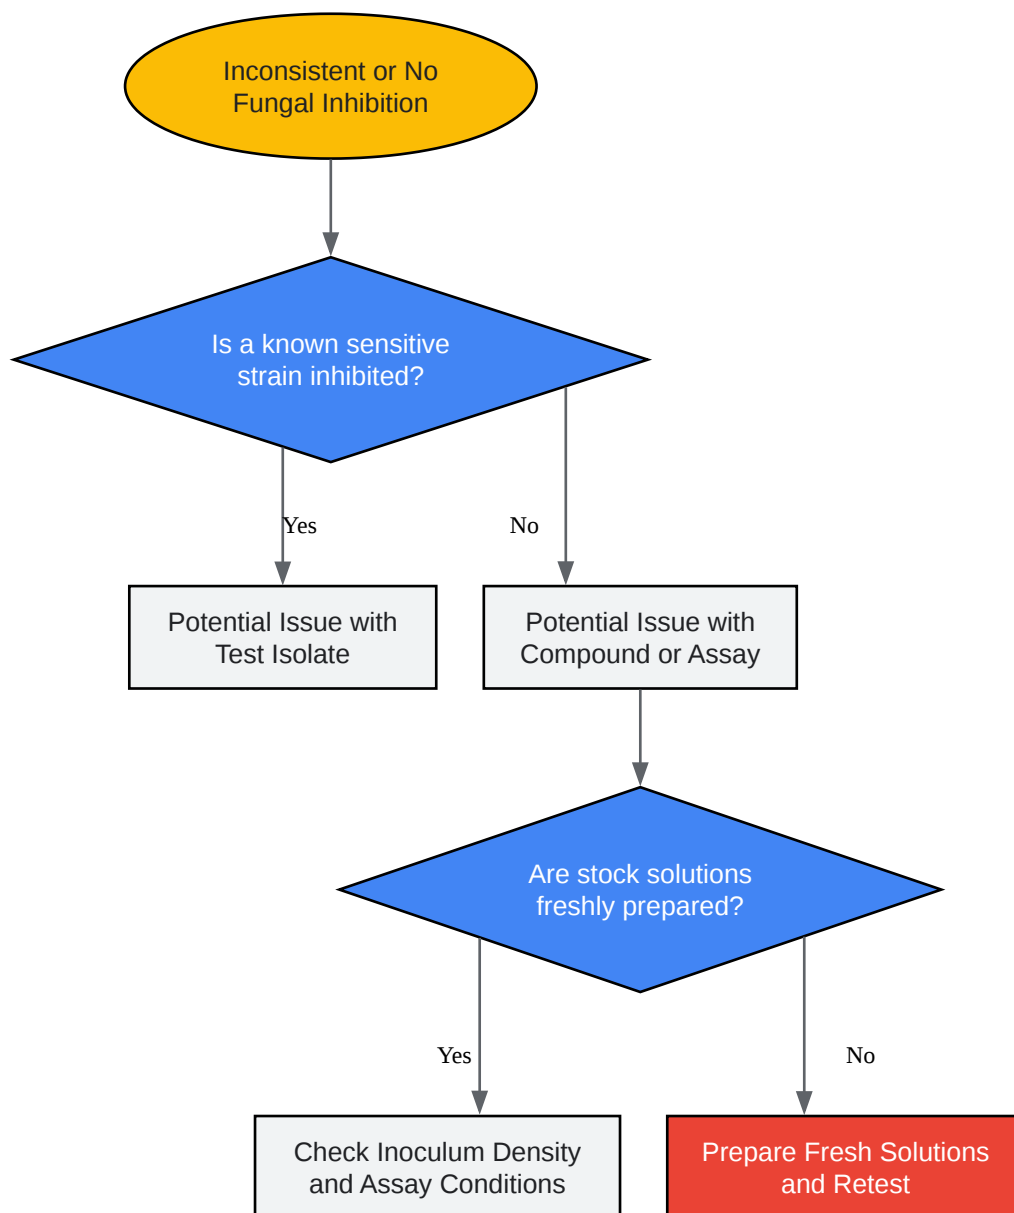 Inconsistent or No
Fungal Inhibition
Is a known sensitive
strain inhibited?
Yes
No
Potential Issue with
Test Isolate
Potential Issue with
Compound or Assay
Are stock solutions
freshly prepared?
Yes
No
Check Inoculum Density
and Assay Conditions
Prepare Fresh Solutions
and Retest